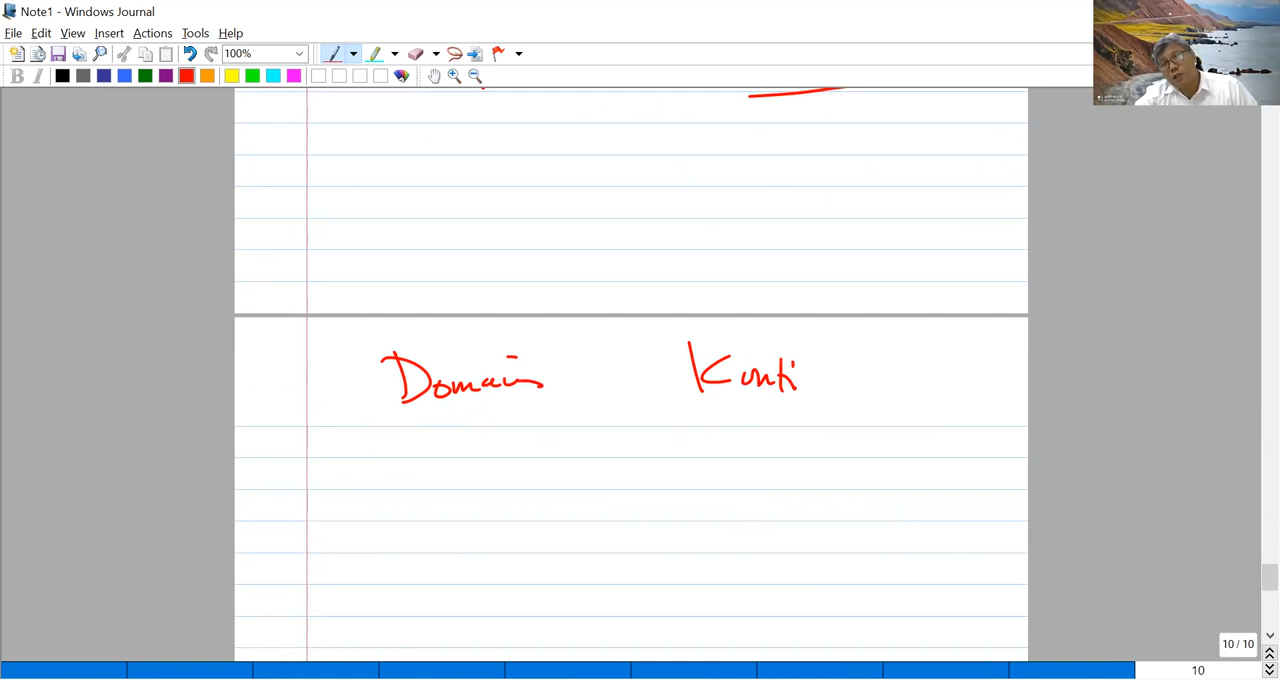 Note1 - Windows Journal
File Edit View Insert Actions Tools Help
100%
B I
Domain Konti
10 / 10
10